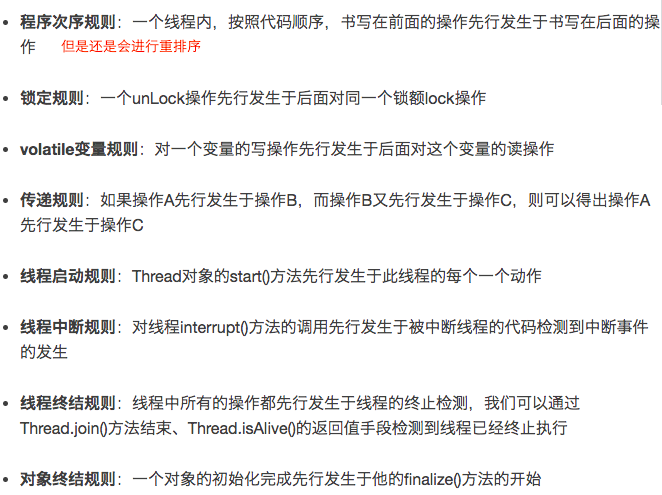 程序次序规则：一个线程内，按照代码顺序，书写在前面的操作先行发生于书写在后面的操
作 但是还是会进行重排序
锁定规则：一个unLock操作先行发生于后面对同一个锁额lock操作
volatile变量规则：对一个变量的写操作先行发生于后面对这个变量的读操作
传递规则：如果操作A先行发生于操作B，而操作B又先行发生于操作C，则可以得出操作A
先行发生于操作C
线程启动规则：Thread对象的start()方法先行发生于此线程的每个一个动作
线程中断规则：对线程interrupt()方法的调用先行发生于被中断线程的代码检测到中断事件
的发生
线程终结规则：线程中所有的操作都先行发生于线程的终止检测，我们可以通过
Thread.join()方法结束、Thread.isAlive()的返回值手段检测到线程已经终止执行
对象终结规则：一个对象的初始化完成先行发生于他的finalize()方法的开始